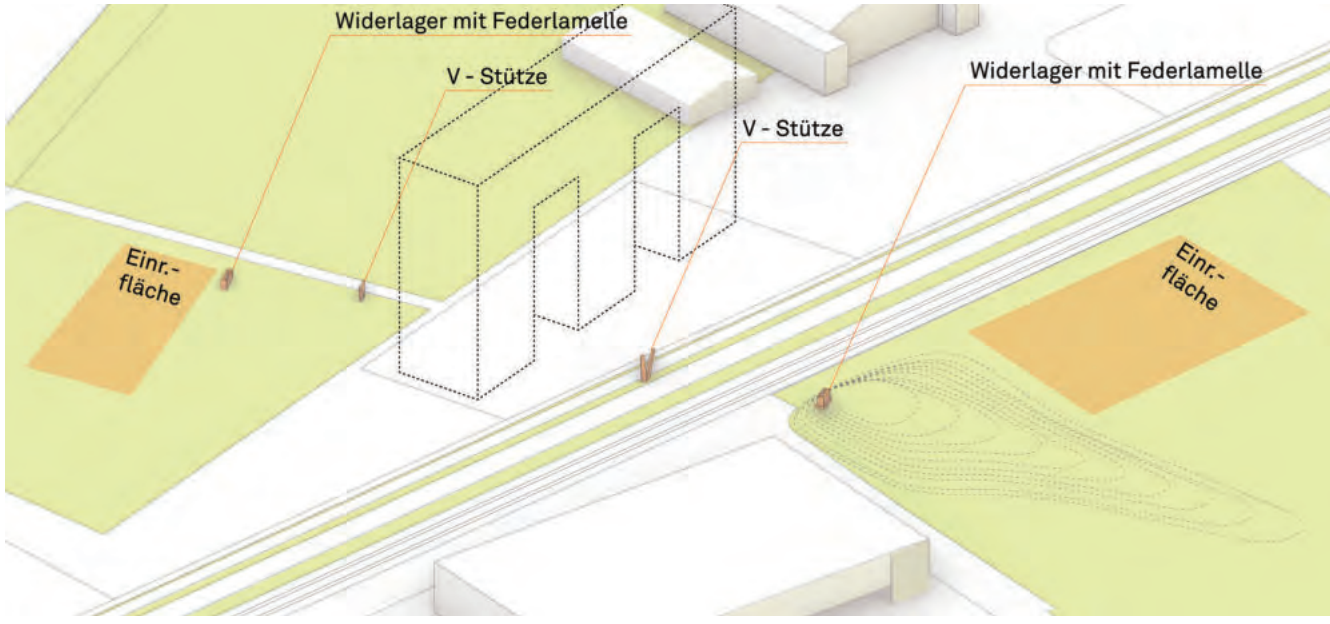 Widerlager mit Federlamelle
V - Stütze
Widerlager mit Federlamelle
V - Stütze
Einr.-
fläche
Einr.-
fläche